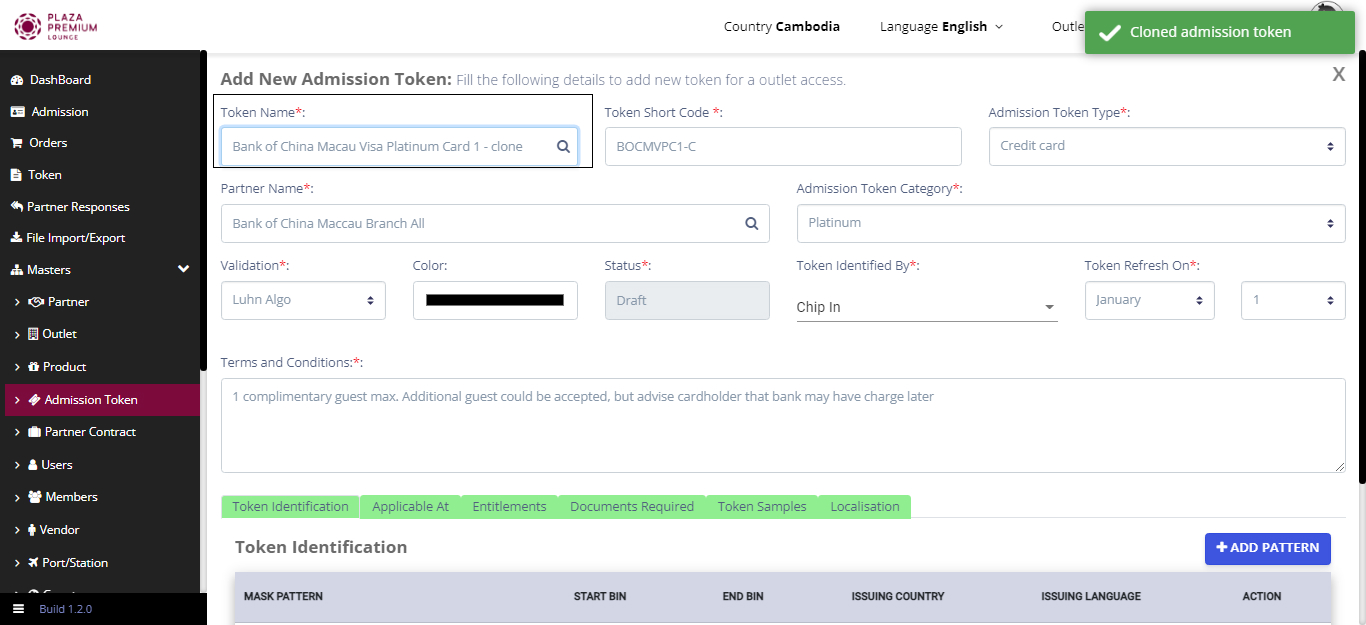 PLAZA
PREMIUM
LOUNGE
Country Cambodia
Language English
Outle
Cloned admission token
DashBoard
Admission
Orders
Token
Partner Responses
File Import/Export
Masters
Partner
Outlet
Product
Admission Token
Partner Contract
Users
Members
Vendor
Port/Station
Build 1.2.0
Add New Admission Token: Fill the following details to add new token for a outlet access.
X
Token Name*:
Token Short Code *:
Admission Token Type*:
Bank of China Macau Visa Platinum Card 1 - clone
BOCMVPC1-C
Credit card
Partner Name*:
Admission Token Category*:
Bank of China Maccau Branch All
Platinum
Validation*:
Color:
Status*:
Token Identified By*:
Token Refresh On*:
Luhn Algo
Draft
Chip In
January
1
Terms and Conditions:*:
1 complimentary guest max. Additional guest could be accepted, but advise cardholder that bank may have charge later
Token Identification
Applicable At
Entitlements
Documents Required
Token Samples
Localisation
Token Identification
+ ADD PATTERN
MASK PATTERN
START BIN
END BIN
ISSUING COUNTRY
ISSUING LANGUAGE
ACTION